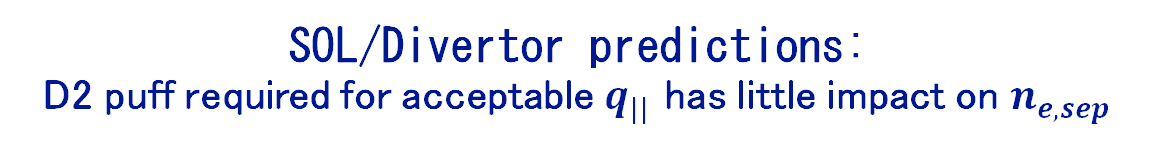 SOL/Divertor predictions:
D2 puff required for acceptable q|| has little impact on ne,sep